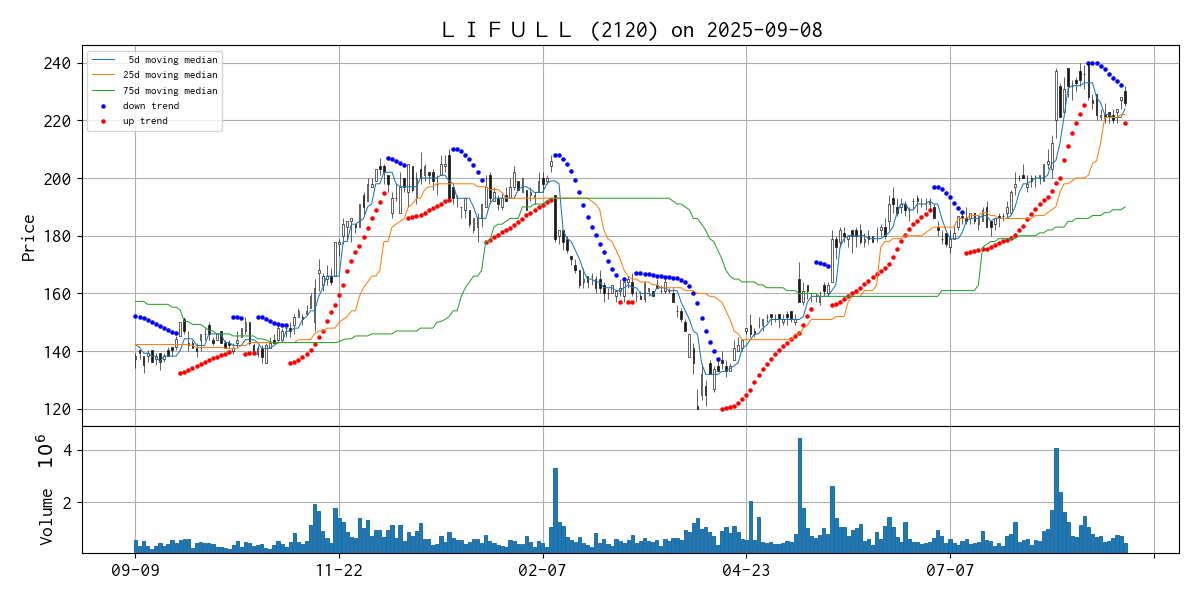 ＬＩＦＵＬＬ (2120) on 2025-09-08
5d moving median
25d moving median
75d moving median
down trend
up trend
Price
240
220
200
180
160
140
120
Volume 10^6
4
2
09-09 11-22 02-07 04-23 07-07